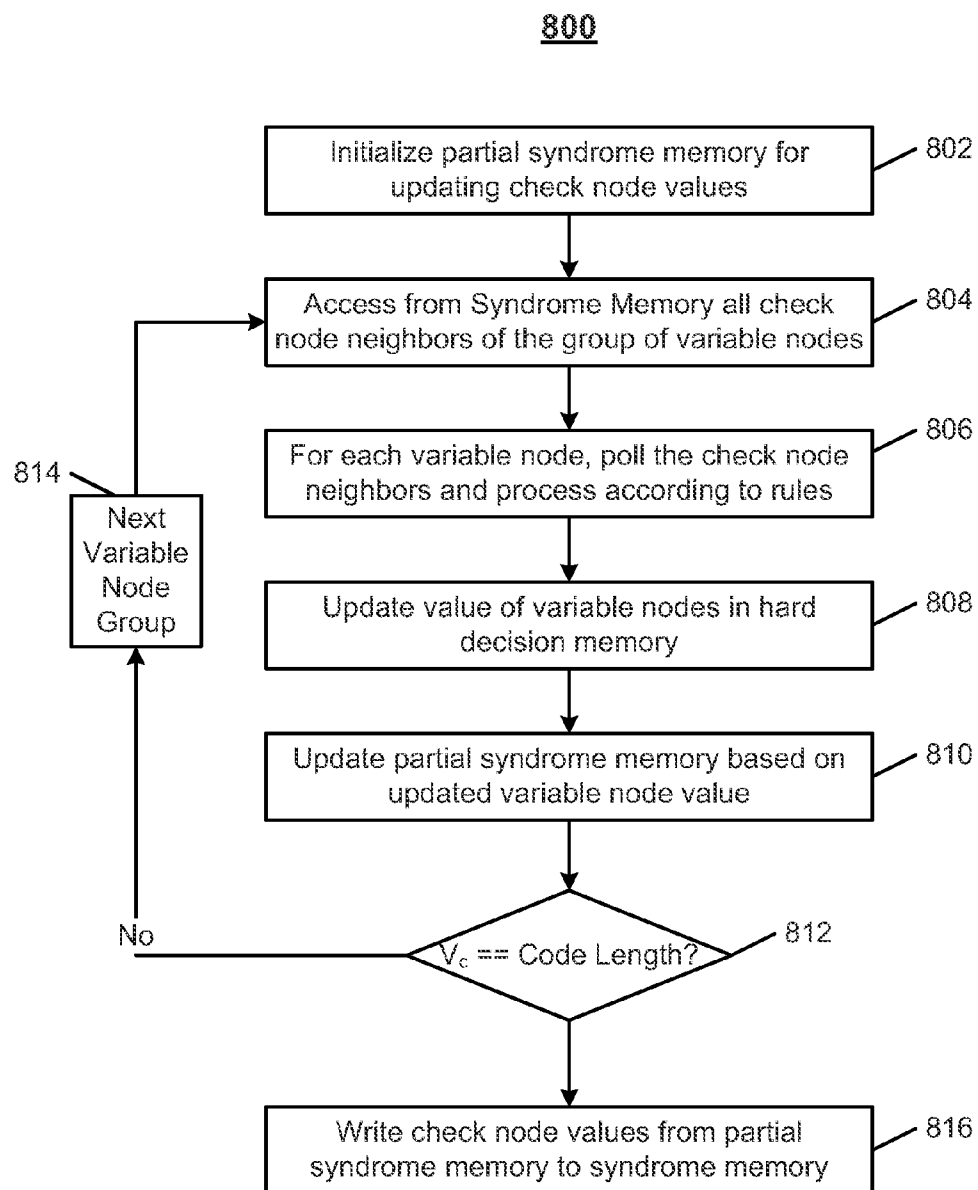 800
Initialize partial syndrome memory for
updating check node values
802
Access from Syndrome Memory all check
node neighbors of the group of variable nodes
804
For each variable node, poll the check node
neighbors and process according to rules
806
814
Next
Variable
Node
Group
Update value of variable nodes in hard
decision memory
808
Update partial syndrome memory based on
updated variable node value
810
No
V_c == Code Length?
812
Write check node values from partial
syndrome memory to syndrome memory
816